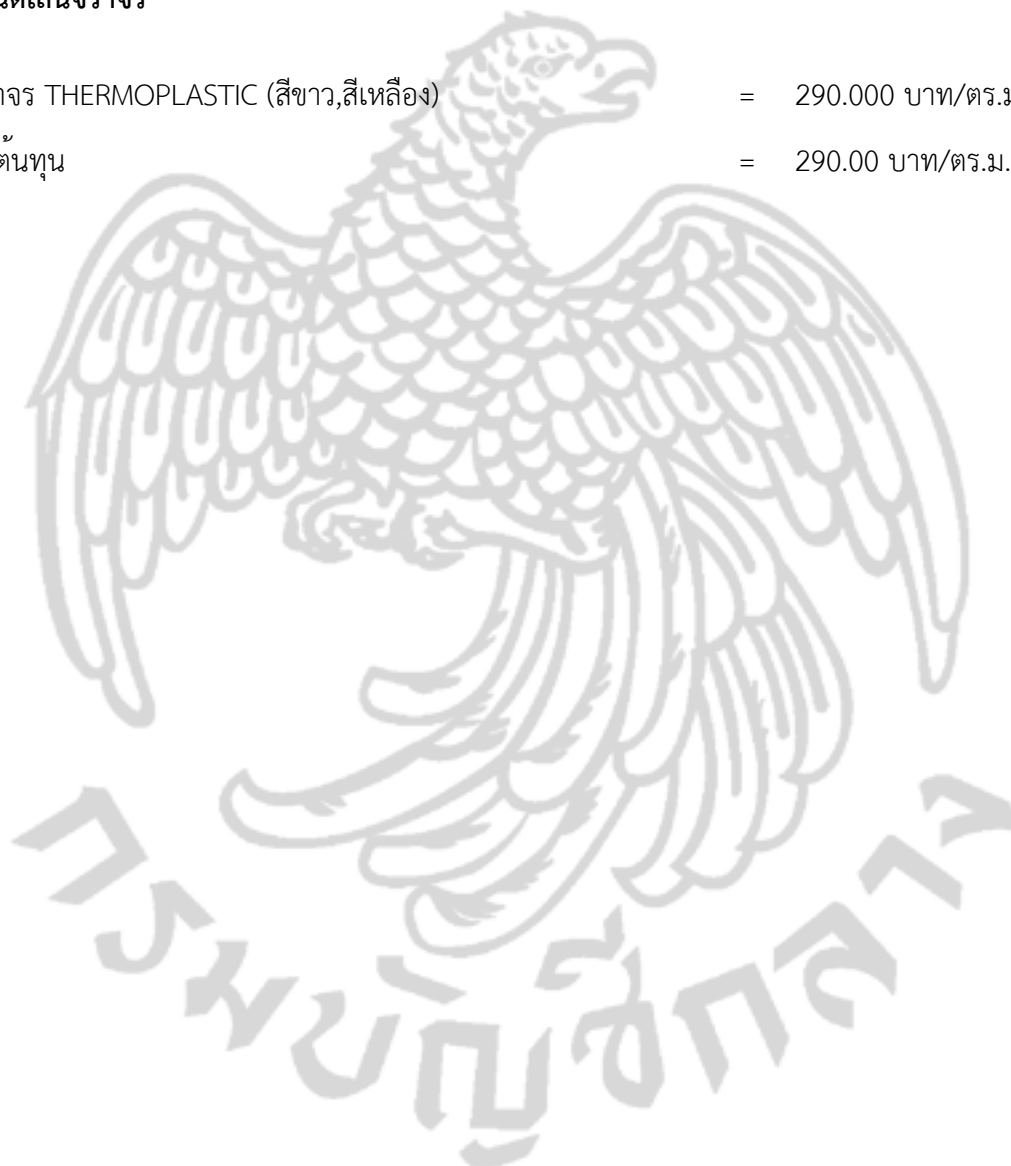 าจร THERMOPLASTIC (สีขาว,สีเหลือง) = 290.000 บาท/ตร.ม
ต้นทุน = 290.00 บาท/ตร.ม.
กรมบัญชีกลาง